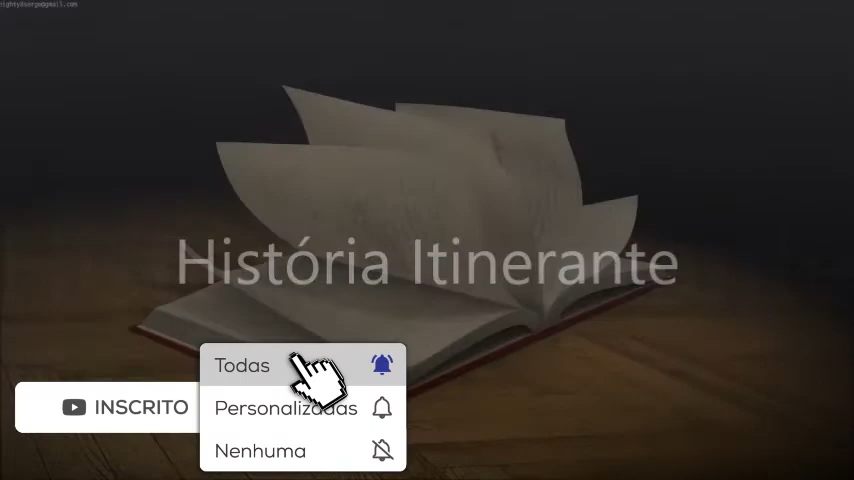 História Itinerante
Todas
INSCRITO
Personalizadas
Nenhuma